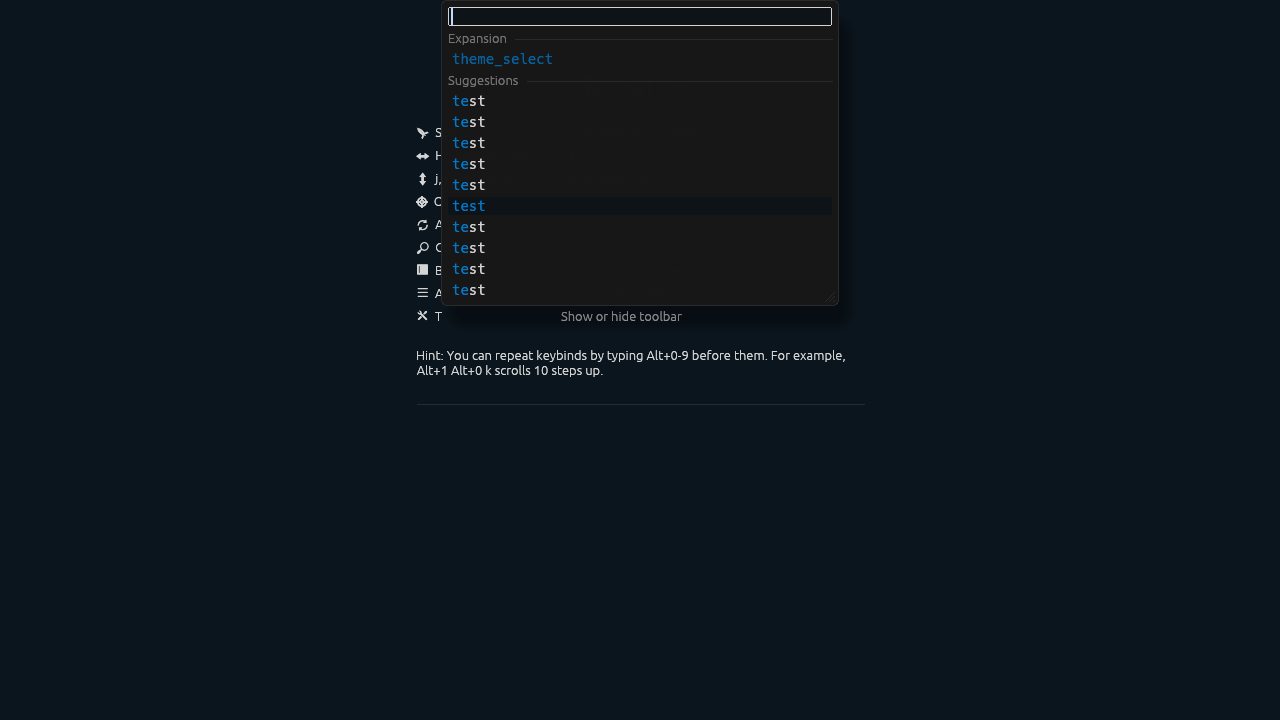 Expansion
theme_select
Suggestions
test
test
test
test
test
test
test
test
test
test
S
H
j,
A
B
A
T Show or hide toolbar
Hint: You can repeat keybinds by typing Alt+0-9 before them. For example,
Alt+1 Alt+0 k scrolls 10 steps up.